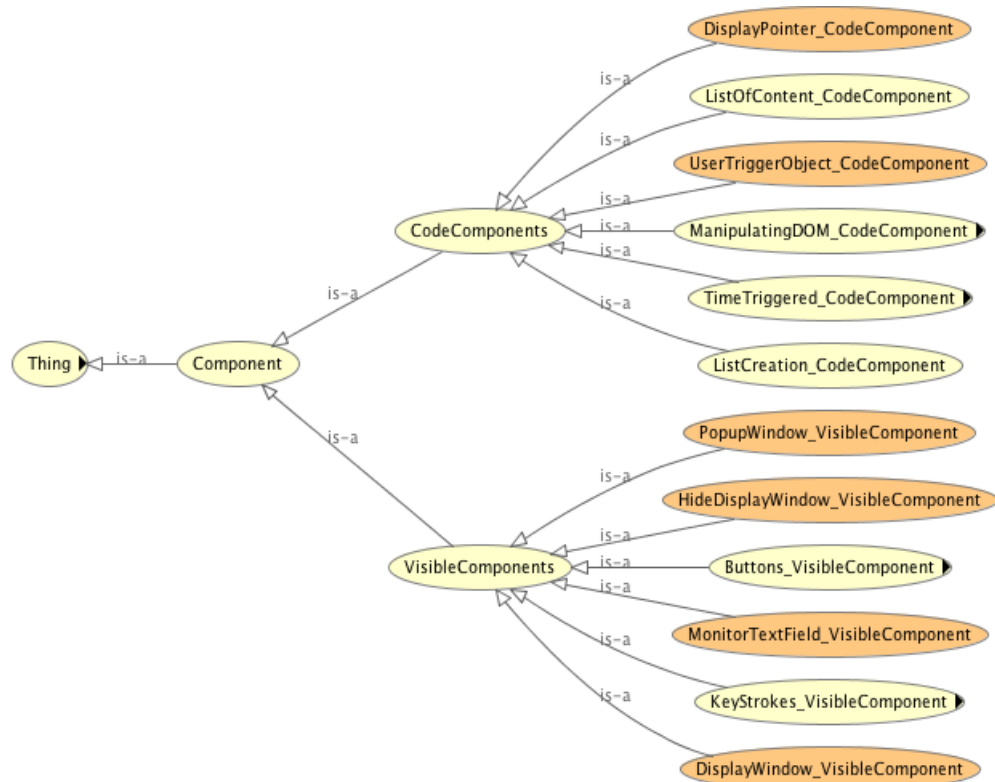 DisplayPointer_CodeComponent
is-a
ListOfContent_CodeComponent
is-a
UserTriggerObject_CodeComponent
is-a
CodeComponents
is-a
ManipulatingDOM_CodeComponent
is-a
TimeTriggered_CodeComponent
is-a
is-a
ListCreation_CodeComponent
Thing
is-a
Component
PopupWindow_VisibleComponent
is-a
is-a
HideDisplayWindow_VisibleComponent
is-a
VisibleComponents
is-a
Buttons_VisibleComponent
is-a
MonitorTextField_VisibleComponent
is-a
KeyStrokes_VisibleComponent
is-a
DisplayWindow_VisibleComponent